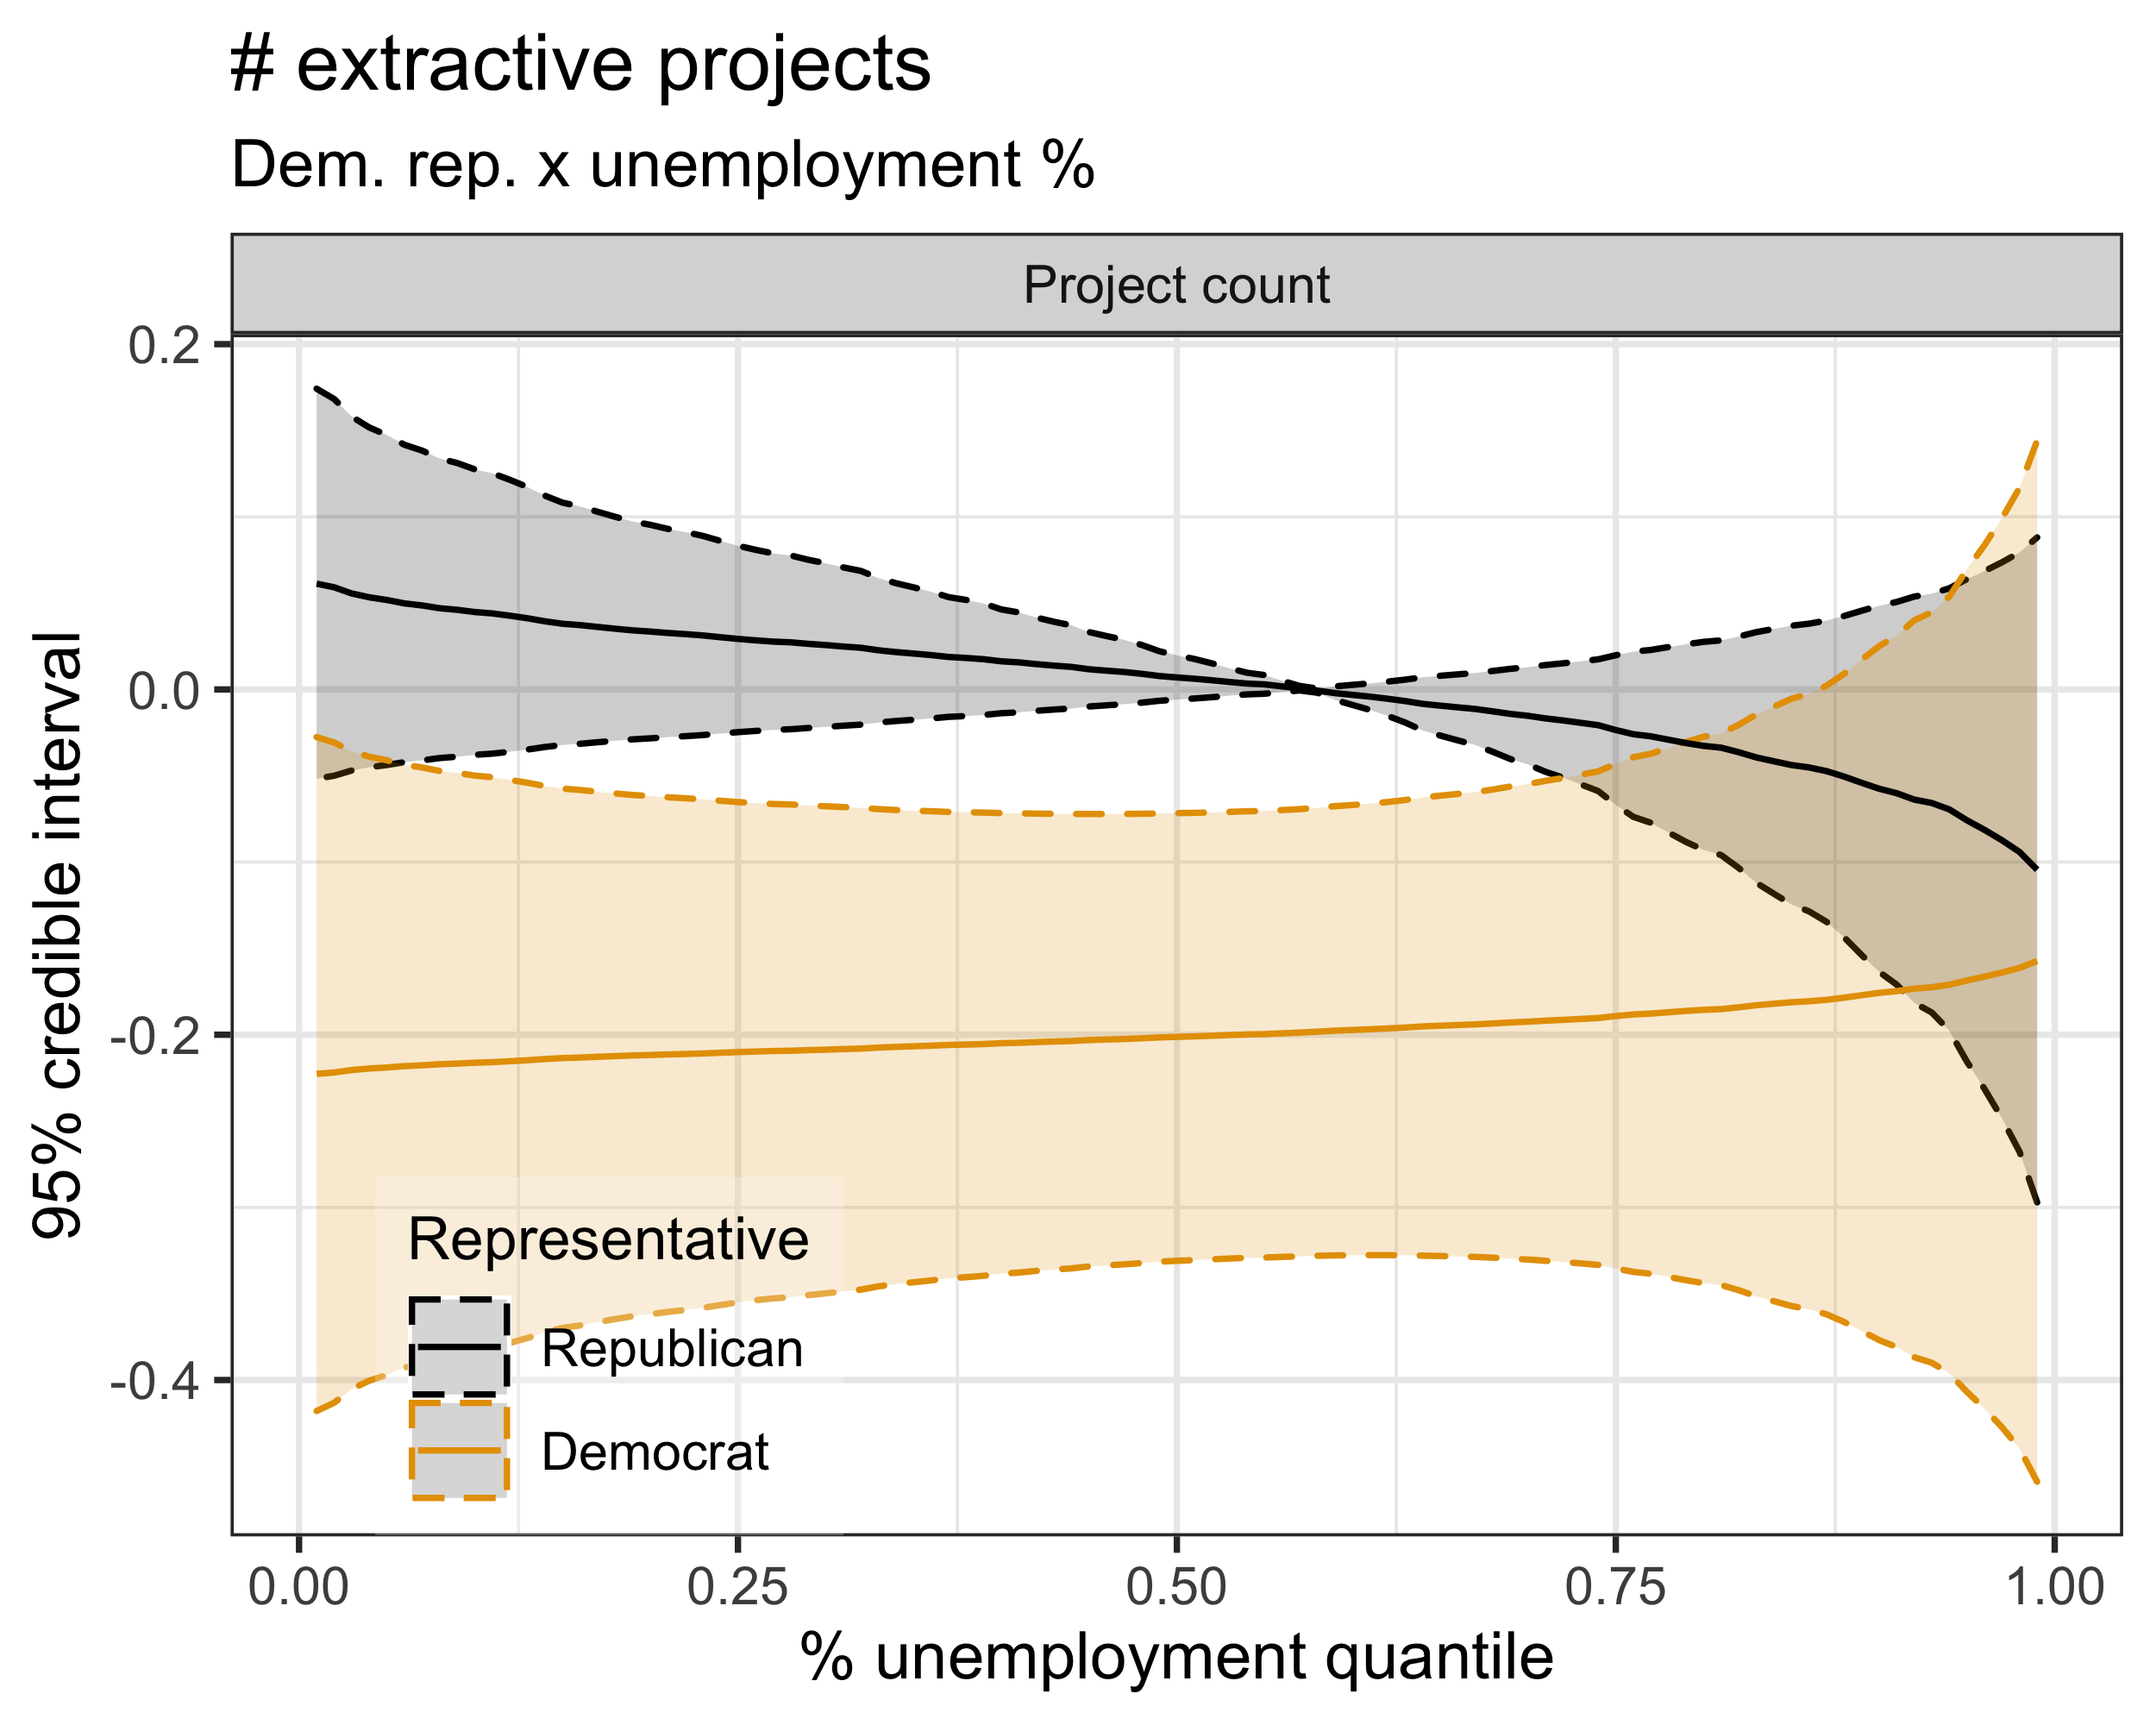 # extractive projects
Dem. rep. x unemployment %
Project count
0.2
0.0
-0.2
-0.4
95% credible interval
Representative
Republican
Democrat
0.00 0.25 0.50 0.75 1.00
% unemployment quantile